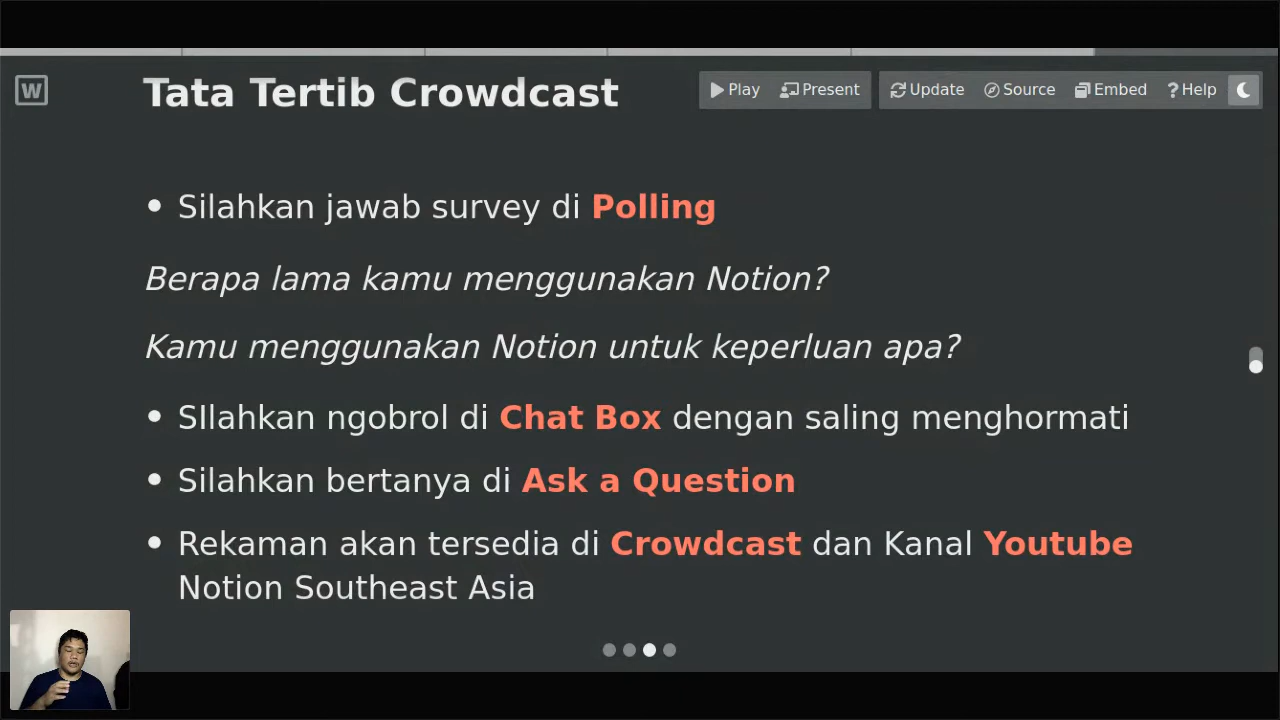 W
Tata Tertib Crowdcast
Play
Present
Update
Source
Embed
Help
Silahkan jawab survey di Polling
Berapa lama kamu menggunakan Notion?
Kamu menggunakan Notion untuk keperluan apa?
SIlahkan ngobrol di Chat Box dengan saling menghormati
Silahkan bertanya di Ask a Question
Rekaman akan tersedia di Crowdcast dan Kanal Youtube
Notion Southeast Asia